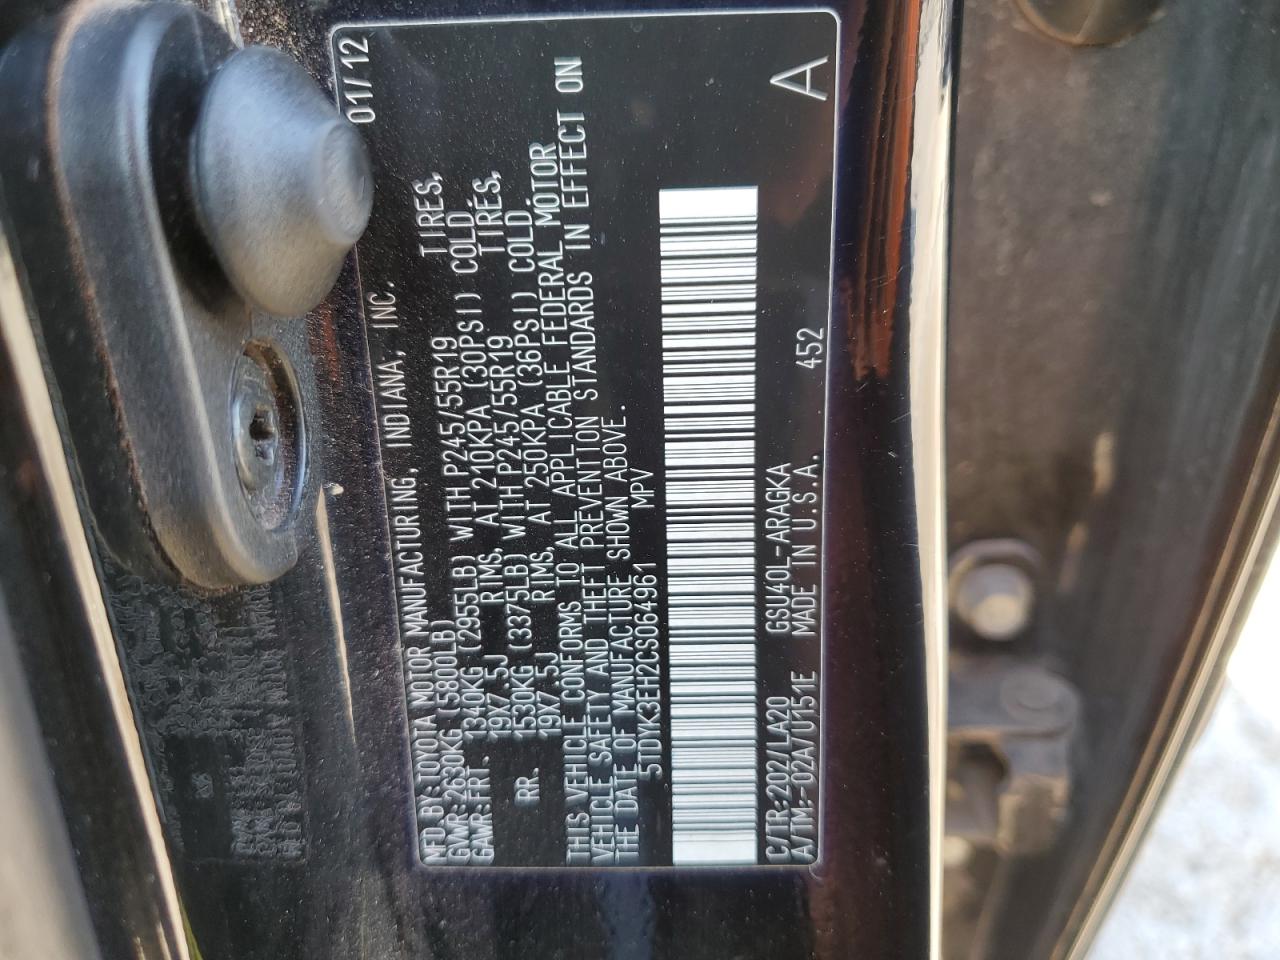 MFD. BY: TOYOTA MOTOR MANUFACTURING, INDIANA, INC. 01/12
GVWR: 2630KG (5800LB)
GAWR: FRT. 1340KG (2955LB) WITH P245/55R19 TIRES,
19X7.5J RIMS, AT 210KPA (30PSI) COLD.
RR. 1530KG (3375LB) WITH P245/55R19 TIRES,
19X7.5J RIMS, AT 250KPA (36PSI) COLD.
THIS VEHICLE CONFORMS TO ALL APPLICABLE FEDERAL MOTOR
VEHICLE SAFETY AND THEFT PREVENTION STANDARDS IN EFFECT ON
THE DATE OF MANUFACTURE SHOWN ABOVE.
5TDYK3EH2CS064961 MPV
C/TR: 202/LA20 GSU40L-ARAGKA
A/TM: -02A/U151E MADE IN U.S.A. 452
A